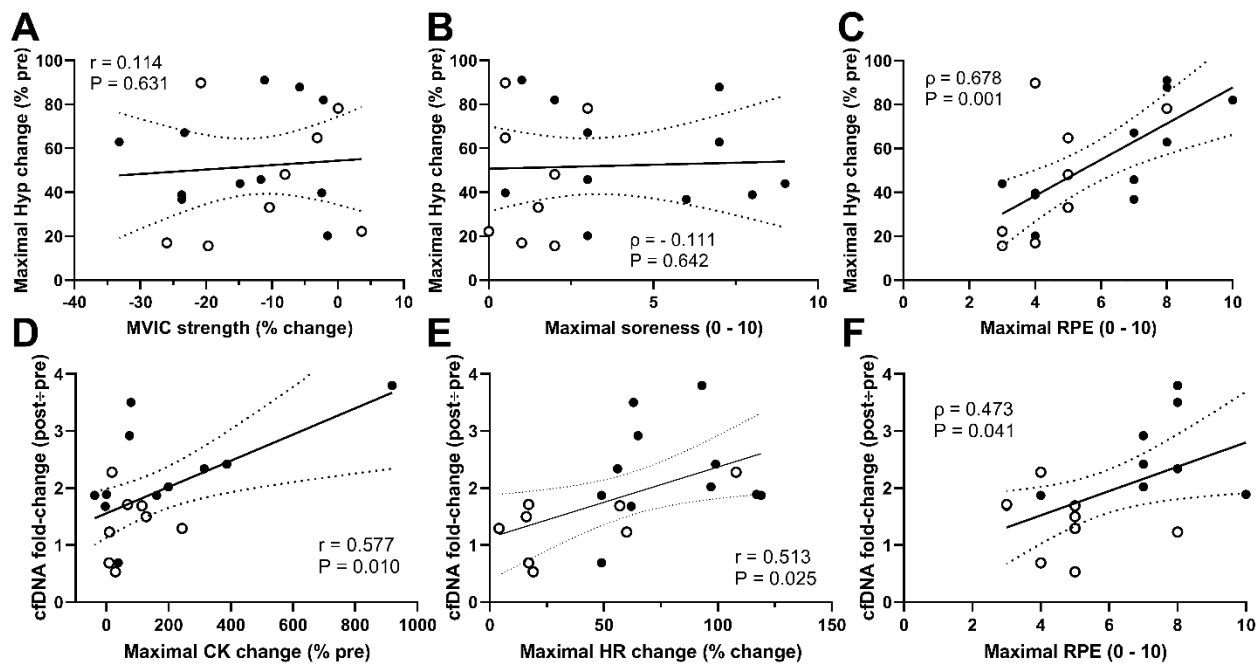 A
B
C
r = 0.114
P = 0.631
ρ = - 0.111
P = 0.642
ρ = 0.678
P = 0.001
Maximal Hyp change (% pre)
100
80
60
40
20
0
-40
-30
-20
-10
0
10
MVIC strength (% change)
Maximal Hyp change (% pre)
100
80
60
40
20
0
0
5
10
Maximal soreness (0 - 10)
Maximal Hyp change (% pre)
100
80
60
40
20
0
0
2
4
6
8
10
Maximal RPE (0 - 10)
D
E
F
r = 0.577
P = 0.010
r = 0.513
P = 0.025
ρ = 0.473
P = 0.041
cfDNA fold-change (post÷pre)
4
3
2
1
0
0
200
400
600
800
1000
Maximal CK change (% pre)
cfDNA fold-change (post÷pre)
4
3
2
1
0
0
50
100
150
Maximal HR change (% change)
cfDNA fold-change (post÷pre)
4
3
2
1
0
0
2
4
6
8
10
Maximal RPE (0 - 10)